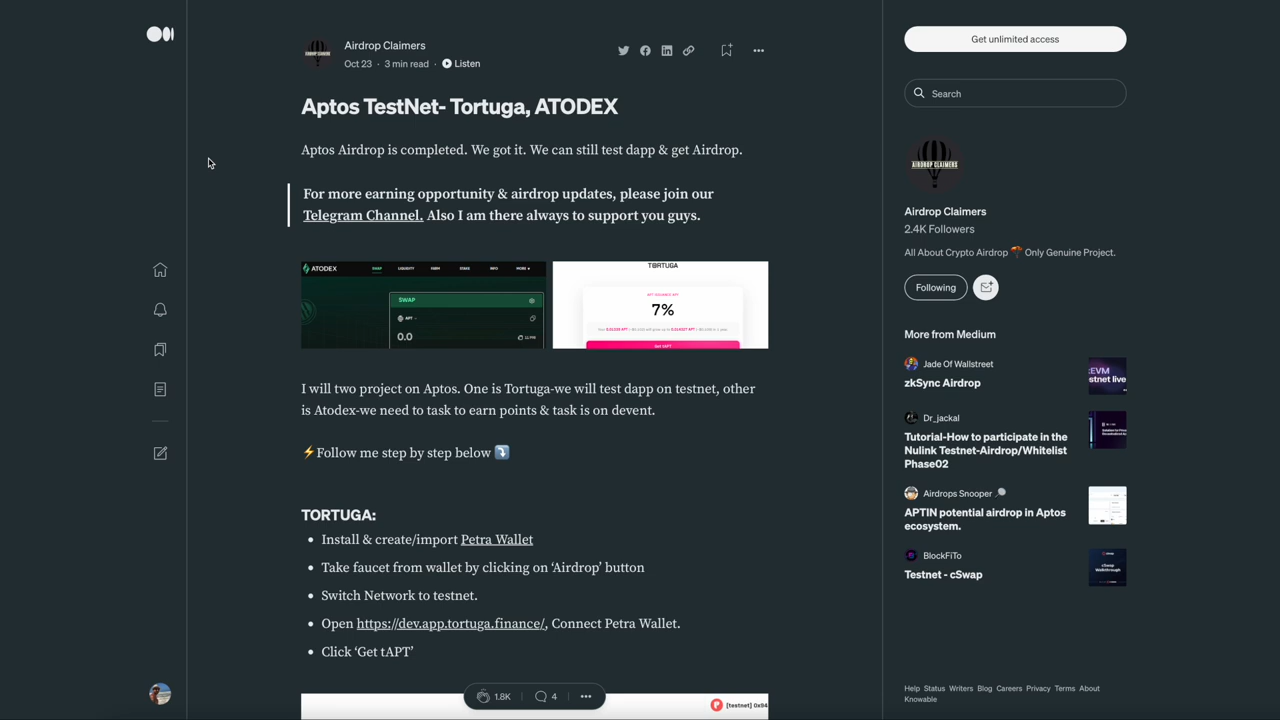 Airdrop Claimers
Oct 23 · 3 min read · Listen
Aptos TestNet- Tortuga, ATODEX
Aptos Airdrop is completed. We got it. We can still test dapp & get Airdrop.
For more earning opportunity & airdrop updates, please join our
Telegram Channel. Also I am there always to support you guys.
ATODEX SWAP LIQUIDITY FARM STAKE INFO MORE
SWAP
APT
0.0
TORTUGA
7%
Get tAPT
I will two project on Aptos. One is Tortuga-we will test dapp on testnet, other
is Atodex-we need to task to earn points & task is on devent.
⚡Follow me step by step below ⤵️
TORTUGA:
• Install & create/import Petra Wallet
• Take faucet from wallet by clicking on ‘Airdrop’ button
• Switch Network to testnet.
• Open https://dev.app.tortuga.finance/, Connect Petra Wallet.
• Click ‘Get tAPT’
1.8K
4
[testnet] 0x94
Get unlimited access
Search
AIRDROP CLAIMERS
Airdrop Claimers
2.4K Followers
All About Crypto Airdrop 🪂 Only Genuine Project.
Following
More from Medium
Jade Of Wallstreet
zkSync Airdrop
Dr_jackal
Tutorial-How to participate in the
Nulink Testnet-Airdrop/Whitelist
Phase02
Airdrops Snooper
APTIN potential airdrop in Aptos
ecosystem.
BlockFiTo
Testnet - cSwap
Help Status Writers Blog Careers Privacy Terms About
Knowable